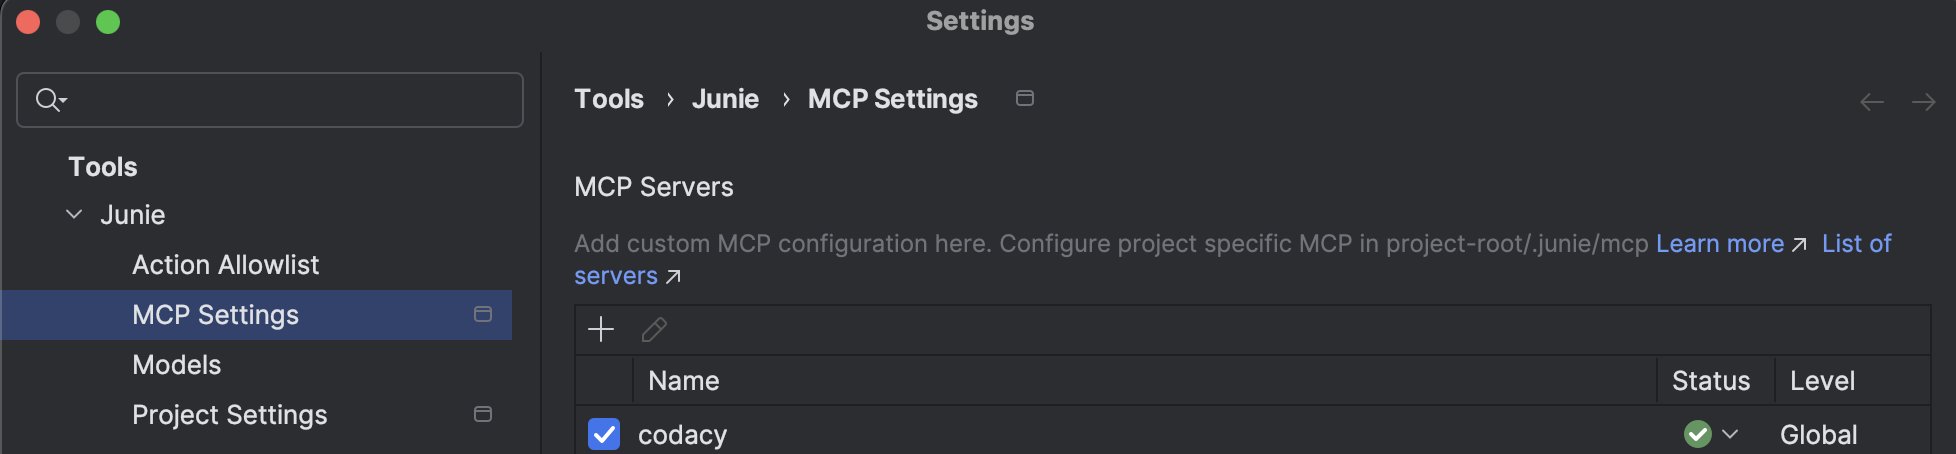 Settings
Tools
Junie
Action Allowlist
MCP Settings
Models
Project Settings
Tools › Junie › MCP Settings
MCP Servers
Add custom MCP configuration here. Configure project specific MCP in project-root/.junie/mcp Learn more ↗ List of
servers ↗
Name Status Level
codacy Global